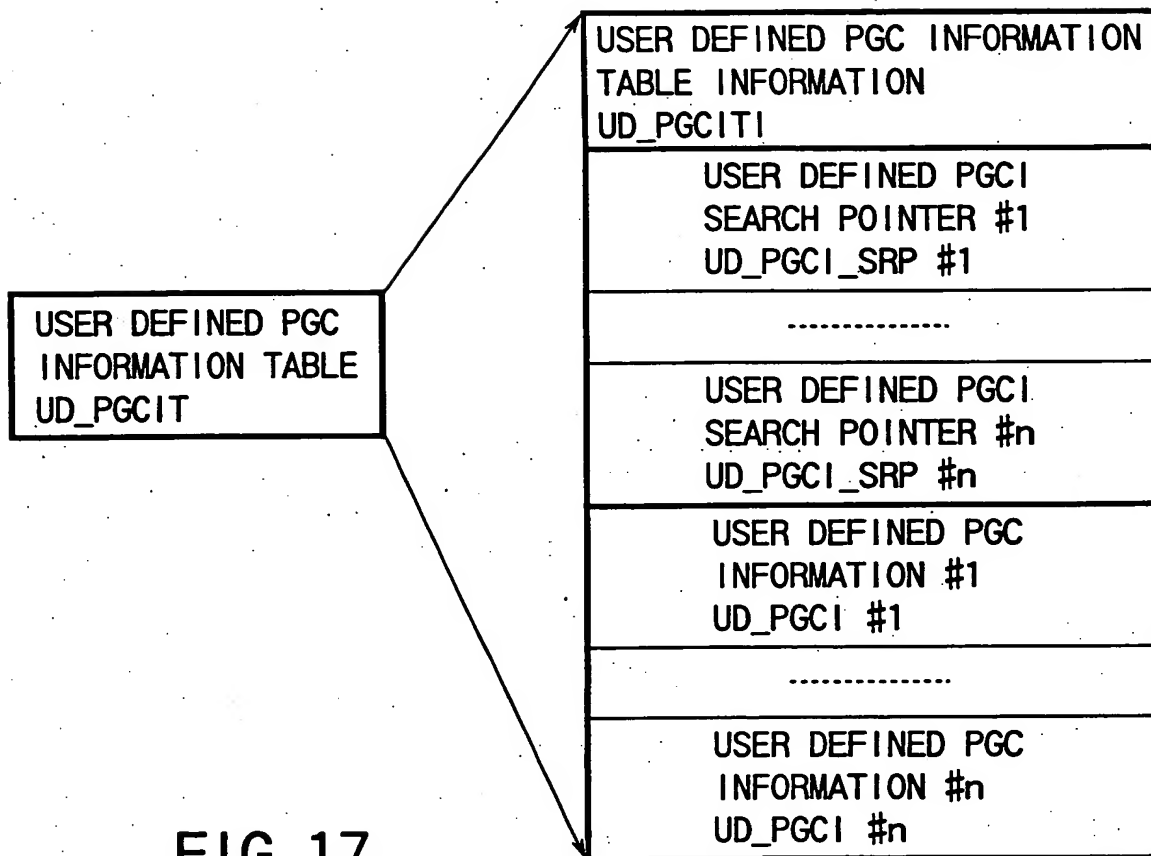 USER DEFINED PGC
INFORMATION TABLE
UD_PGCIT
USER DEFINED PGC INFORMATION
TABLE INFORMATION
UD_PGCITI
USER DEFINED PGCI
SEARCH POINTER #1
UD_PGCI_SRP #1
...............
USER DEFINED PGCI
SEARCH POINTER #n
UD_PGCI_SRP #n
USER DEFINED PGC
INFORMATION #1
UD_PGCI #1
...............
USER DEFINED PGC
INFORMATION #n
UD_PGCI #n
FIG. 17